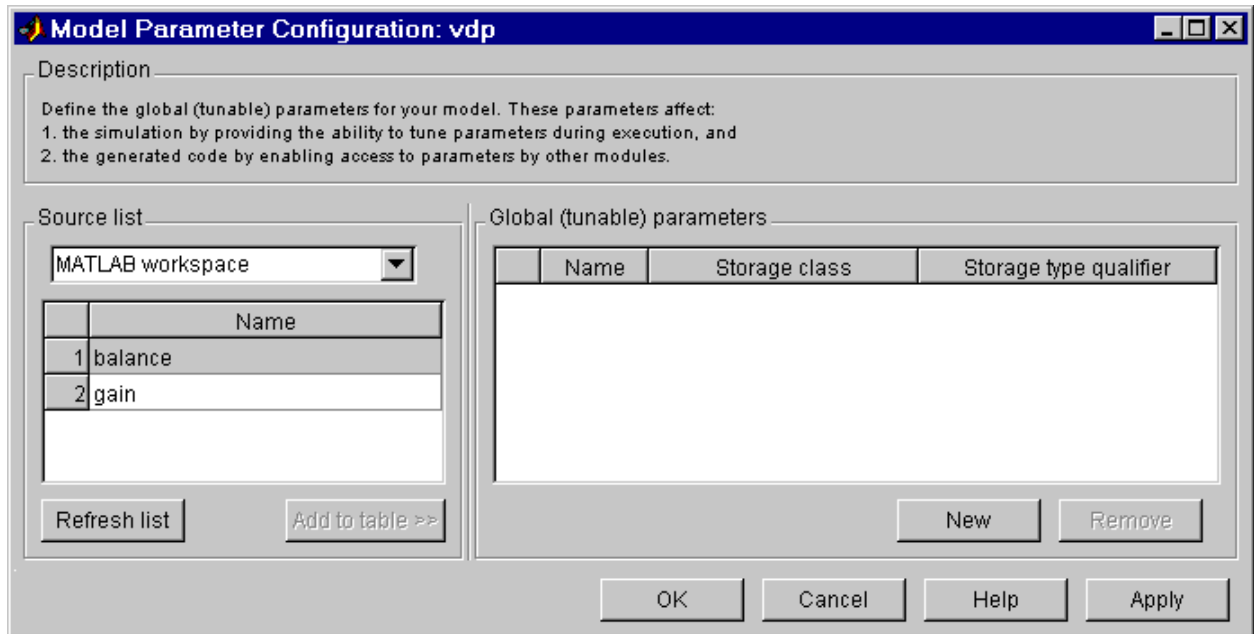 Model Parameter Configuration: vdp
Description
Define the global (tunable) parameters for your model. These parameters affect:
1. the simulation by providing the ability to tune parameters during execution, and
2. the generated code by enabling access to parameters by other modules.
Source list
MATLAB workspace
Name
1 balance
2 gain
Refresh list Add to table >>
Global (tunable) parameters
Name Storage class Storage type qualifier
New Remove
OK Cancel Help Apply